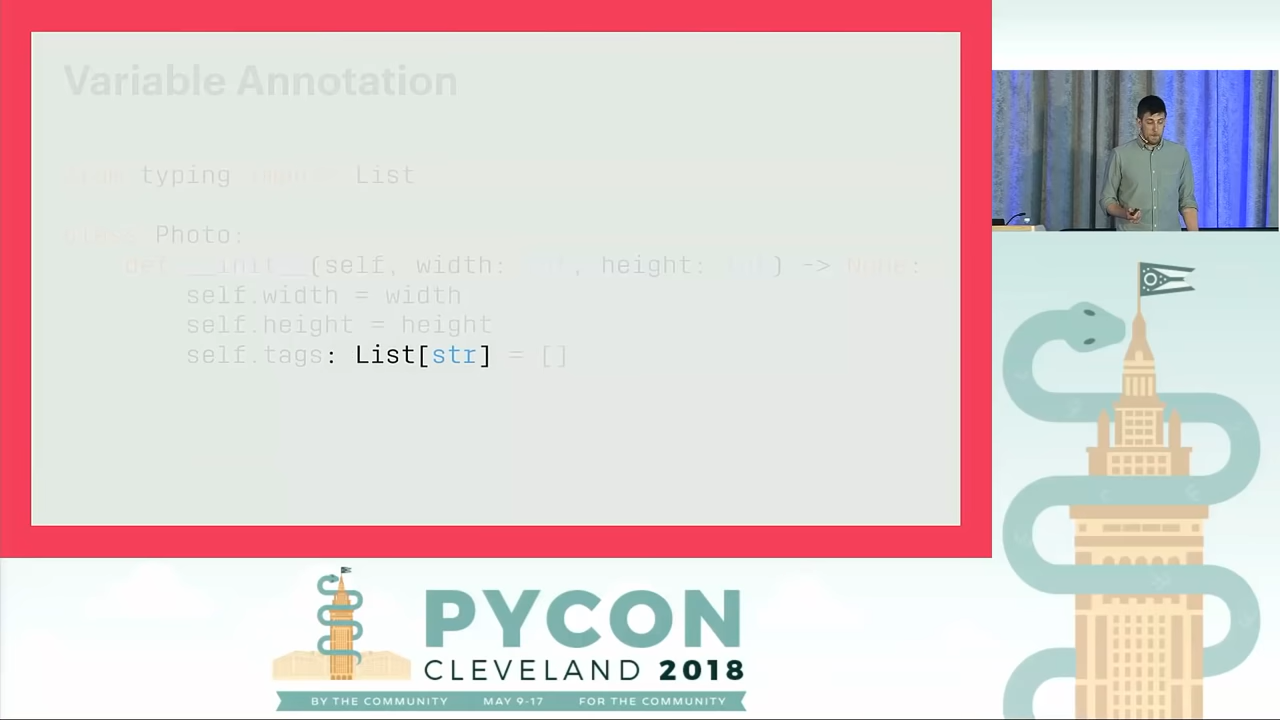 Variable Annotation
from typing import List
class Photo:
def __init__(self, width: int, height: int) -> None:
self.width = width
self.height = height
self.tags: List[str] = []
PYCON
CLEVELAND 2018
BY THE COMMUNITY MAY 9-17 FOR THE COMMUNITY